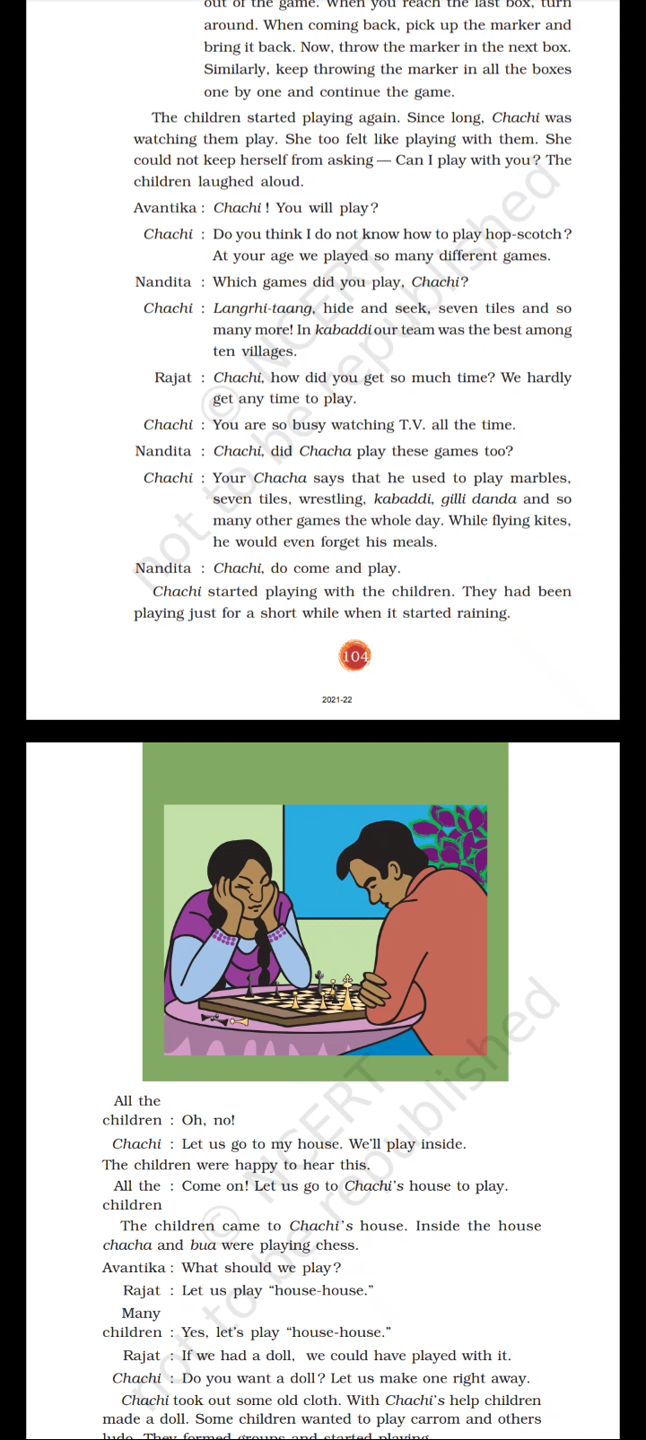 out of the game. When you reach the last box, turn
around. When coming back, pick up the marker and
bring it back. Now, throw the marker in the next box.
Similarly, keep throwing the marker in all the boxes
one by one and continue the game.
The children started playing again. Since long, Chachi was
watching them play. She too felt like playing with them. She
could not keep herself from asking — Can I play with you? The
children laughed aloud.
Avantika : Chachi ! You will play?
Chachi : Do you think I do not know how to play hop-scotch?
At your age we played so many different games.
Nandita : Which games did you play, Chachi?
Chachi : Langrhi-taang, hide and seek, seven tiles and so
many more! In kabaddi our team was the best among
ten villages.
Rajat : Chachi, how did you get so much time? We hardly
get any time to play.
Chachi : You are so busy watching T.V. all the time.
Nandita : Chachi, did Chacha play these games too?
Chachi : Your Chacha says that he used to play marbles,
seven tiles, wrestling, kabaddi, gilli danda and so
many other games the whole day. While flying kites,
he would even forget his meals.
Nandita : Chachi, do come and play.
Chachi started playing with the children. They had been
playing just for a short while when it started raining.
© NCERT
not to be republished
104
2021-22
All the
children : Oh, no!
Chachi : Let us go to my house. We'll play inside.
The children were happy to hear this.
All the : Come on! Let us go to Chachi's house to play.
children
The children came to Chachi's house. Inside the house
chacha and bua were playing chess.
Avantika : What should we play?
Rajat : Let us play “house-house.”
Many
children : Yes, let's play “house-house.”
Rajat : If we had a doll, we could have played with it.
Chachi : Do you want a doll? Let us make one right away.
Chachi took out some old cloth. With Chachi's help children
made a doll. Some children wanted to play carrom and others
ludo. They formed groups and started playing.
© NCERT
not to be republished